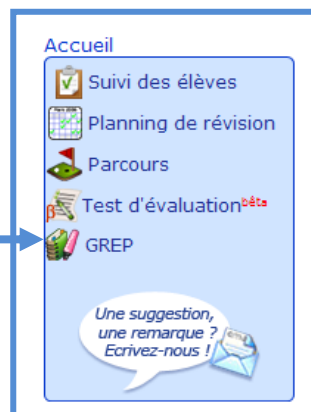 Accueil
Suivi des élèves
Planning de révision
Parcours
Test d'évaluation bêta
GREP
Une suggestion,
une remarque ?
Ecrivez-nous !